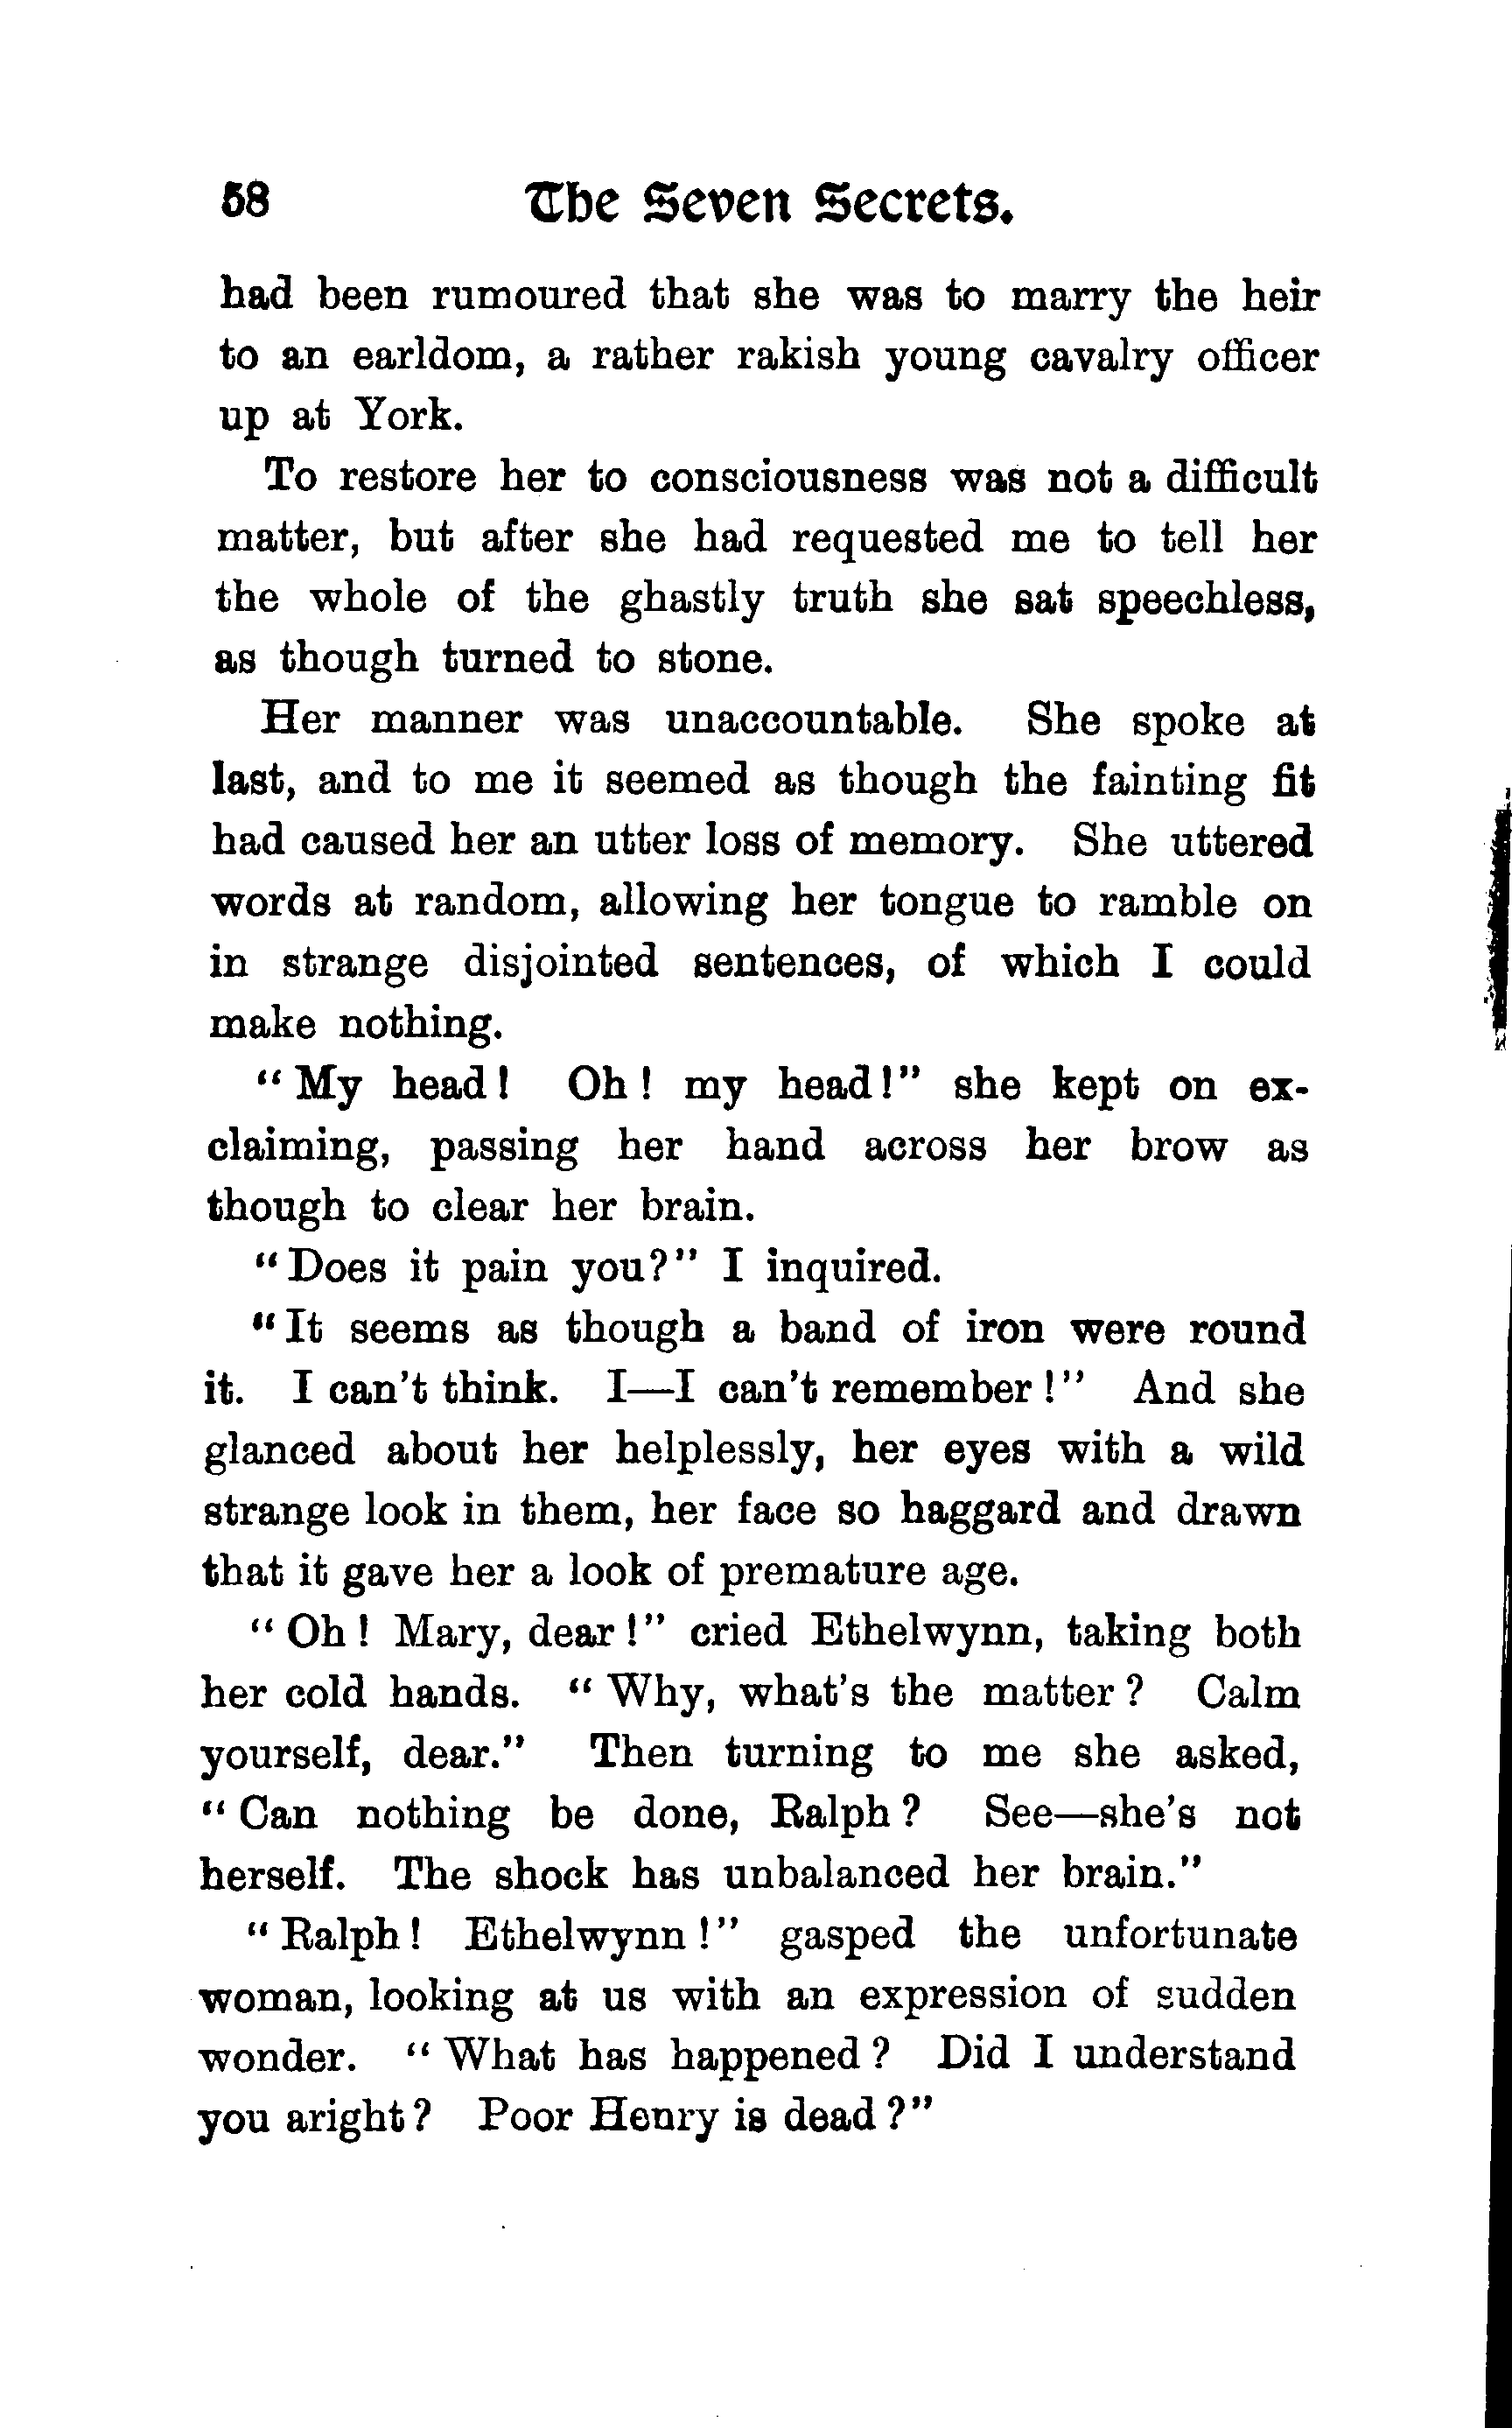 58 The Seven Secrets.
had been rumoured that she was to marry the heir
to an earldom, a rather rakish young cavalry officer
up at York.
To restore her to consciousness was not a difficult
matter, but after she had requested me to tell her
the whole of the ghastly truth she sat speechless,
as though turned to stone.
Her manner was unaccountable. She spoke at
last, and to me it seemed as though the fainting fit
had caused her an utter loss of memory. She uttered
words at random, allowing her tongue to ramble on
in strange disjointed sentences, of which I could
make nothing.
"My head! Oh! my head!" she kept on ex-
claiming, passing her hand across her brow as
though to clear her brain.
"Does it pain you?" I inquired.
"It seems as though a band of iron were round
it. I can't think. I—I can't remember!" And she
glanced about her helplessly, her eyes with a wild
strange look in them, her face so haggard and drawn
that it gave her a look of premature age.
"Oh! Mary, dear!" cried Ethelwynn, taking both
her cold hands. "Why, what's the matter? Calm
yourself, dear." Then turning to me she asked,
"Can nothing be done, Ralph? See—she's not
herself. The shock has unbalanced her brain."
"Ralph! Ethelwynn!" gasped the unfortunate
woman, looking at us with an expression of sudden
wonder. "What has happened? Did I understand
you aright? Poor Henry is dead?"